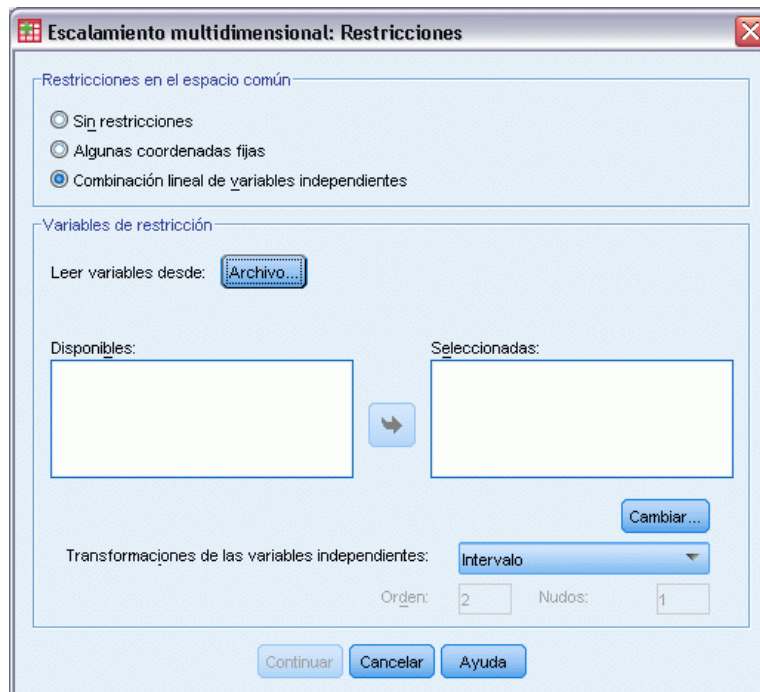 Escalamiento multidimensional: Restricciones
Restricciones en el espacio común
Sin restricciones
Algunas coordenadas fijas
Combinación lineal de variables independientes
Variables de restricción
Leer variables desde: Archivo...
Disponibles: Seleccionadas:
Cambiar...
Transformaciones de las variables independientes: Intervalo
Orden: 2 Nudos: 1
Continuar Cancelar Ayuda